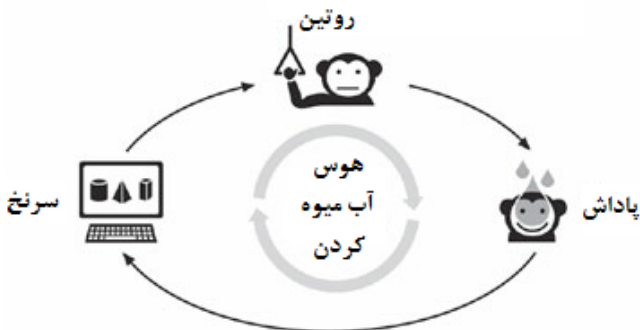 روتین
هوس
آب میوه
کردن
سرنخ
پاداش